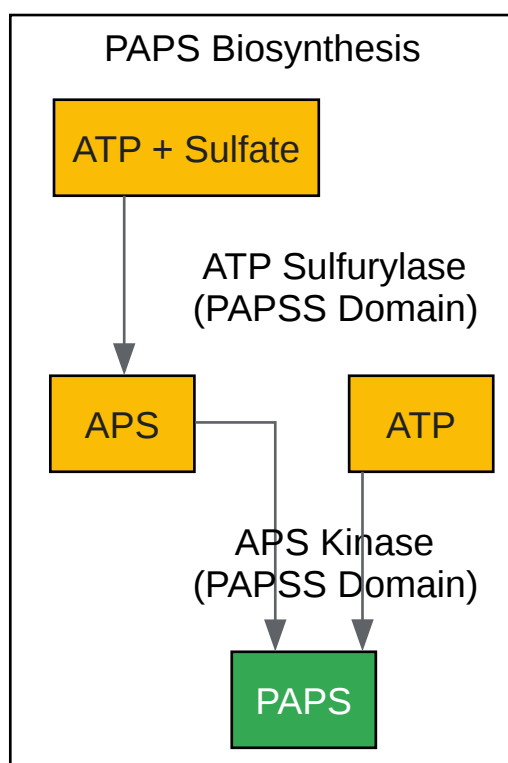 PAPS Biosynthesis
ATP + Sulfate
ATP Sulfurylase
(PAPSS Domain)
APS
ATP
APS Kinase
(PAPSS Domain)
PAPS